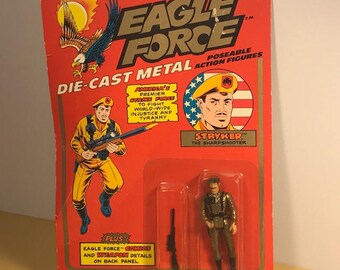 EAGLE
FORCE
DIE-CAST METAL
POSEABLE
ACTION FIGURES
AMERICA'S
PREMIER
STRIKE FORCE
TO FIGHT
WORLD-WIDE
INJUSTICE AND
TYRANNY
STRYKER
THE SHARPSHOOTER
PLUS
EAGLE FORCE COMICS
AND WEAPON DETAILS
ON BACK PANEL.